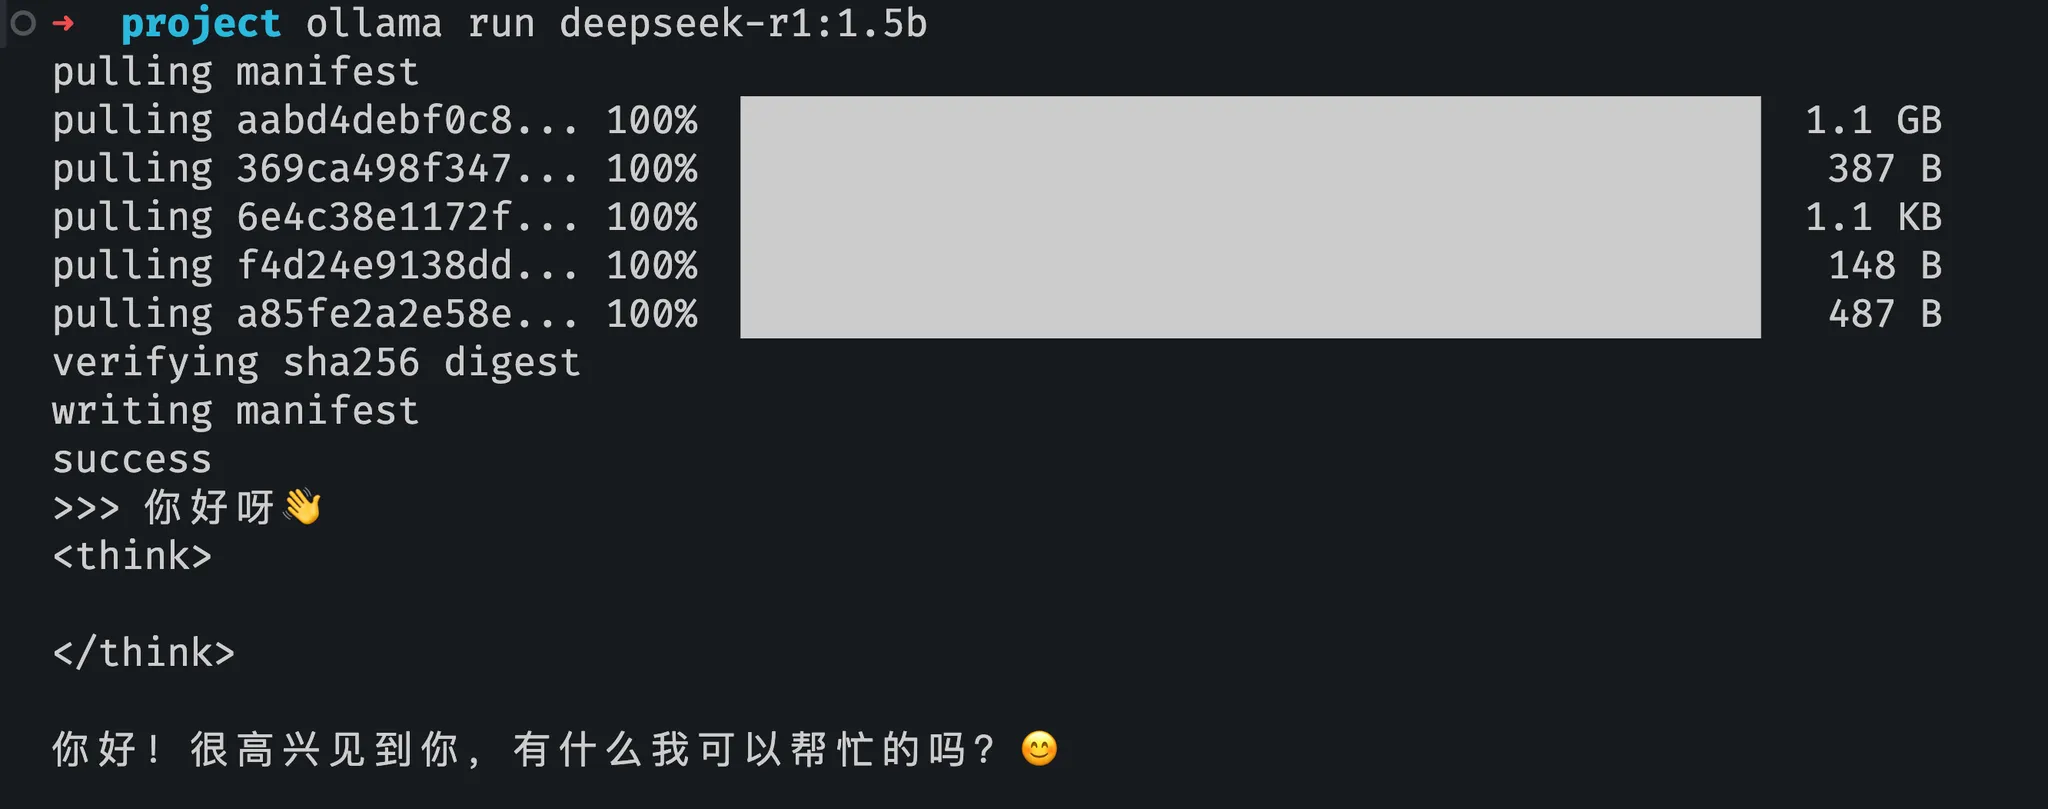 ➜ project ollama run deepseek-r1:1.5b
pulling manifest
pulling aabd4debf0c8... 100% 1.1 GB
pulling 369ca498f347... 100% 387 B
pulling 6e4c38e1172f... 100% 1.1 KB
pulling f4d24e9138dd... 100% 148 B
pulling a85fe2a2e58e... 100% 487 B
verifying sha256 digest
writing manifest
success
>>> 你好呀👋
<think>
</think>
你好！很高兴见到你，有什么我可以帮忙的吗？😊